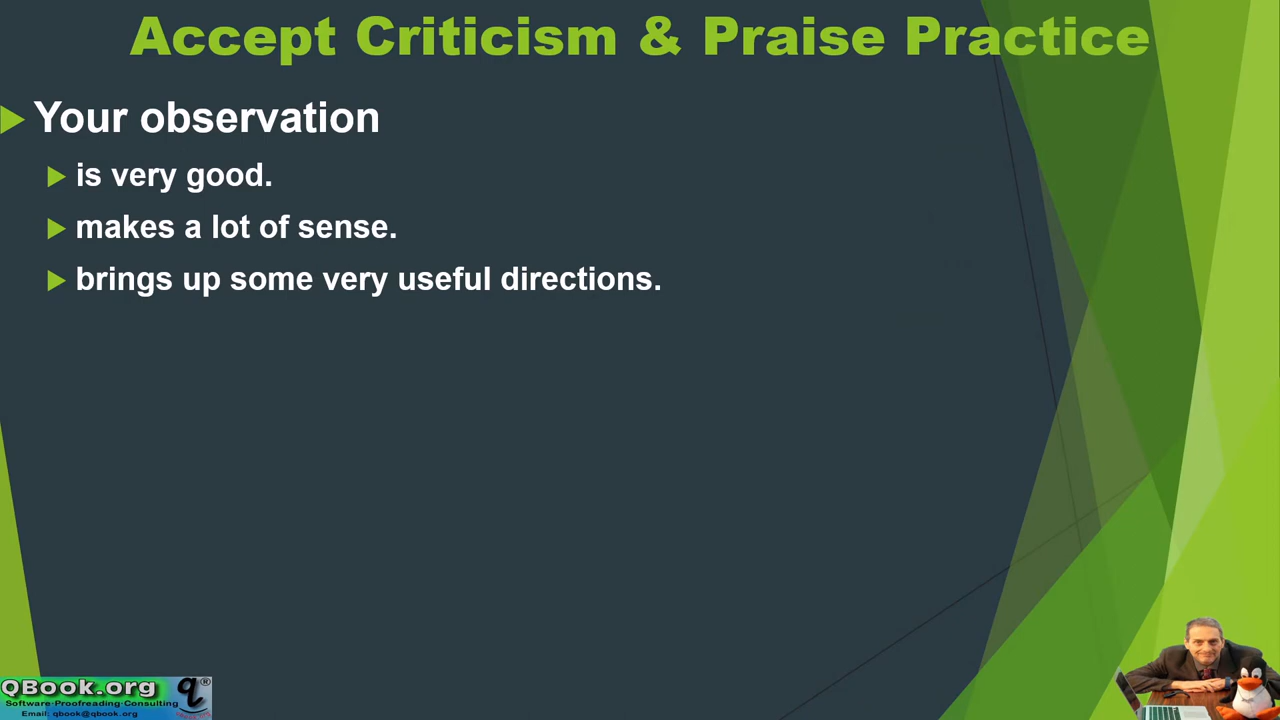 Accept Criticism & Praise Practice
Your observation
is very good.
makes a lot of sense.
brings up some very useful directions.
QBook.org
Software·Proofreading·Consulting
Email: qbook@qbook.org
q®